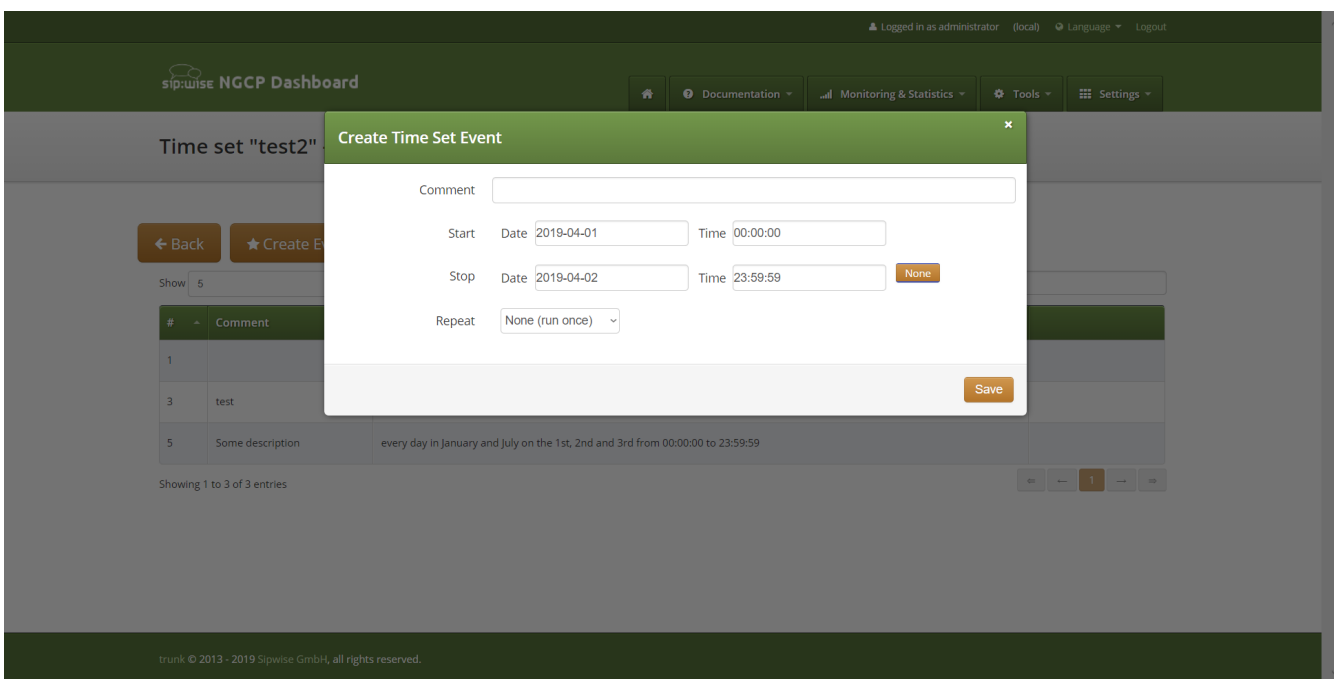 Logged in as administrator (local) Language Logout
sip:wise NGCP Dashboard
Documentation Monitoring & Statistics Tools Settings
Time set "test2"
Create Time Set Event ×
Comment
Start Date 2019-04-01 Time 00:00:00
Stop Date 2019-04-02 Time 23:59:59 None
Repeat None (run once)
Save
← Back ★ Create Ev
Show 5
# Comment
1
3 test
5 Some description every day in January and July on the 1st, 2nd and 3rd from 00:00:00 to 23:59:59
Showing 1 to 3 of 3 entries ⇐ ← 1 → ⇒
trunk © 2013 - 2019 Sipwise GmbH, all rights reserved.